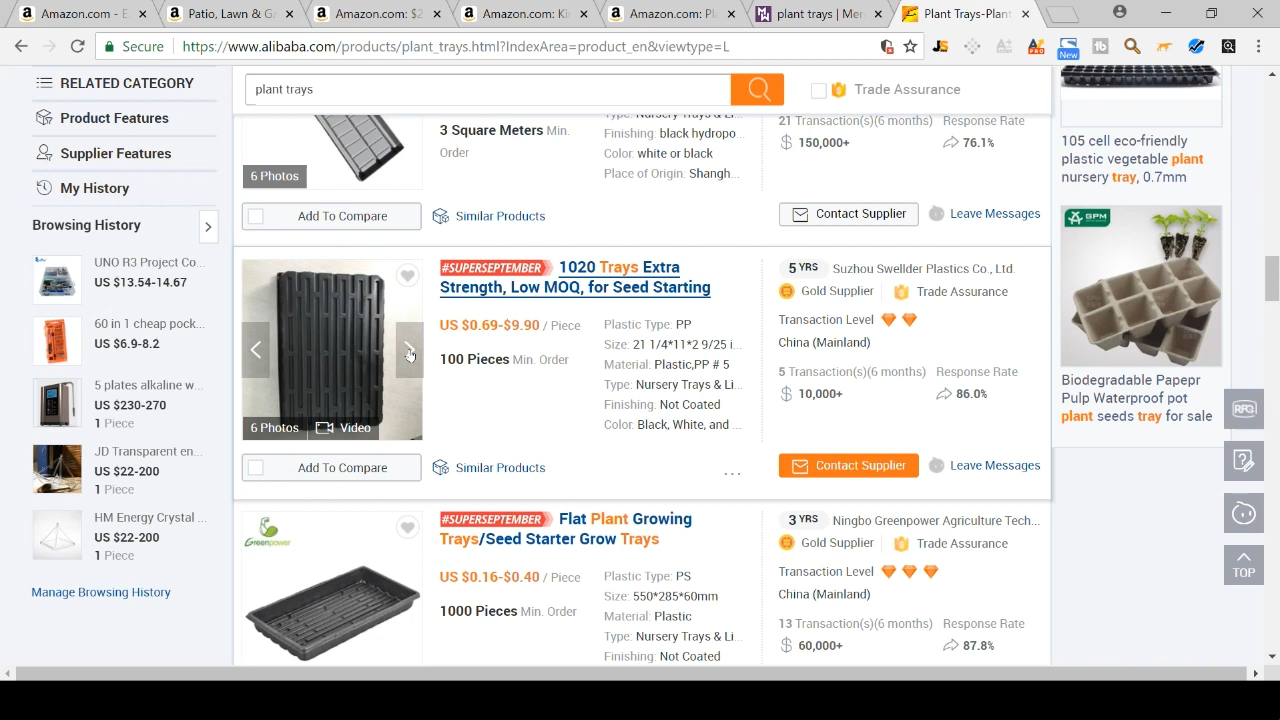 Amazon.com - E
Patio, Lawn & G
Amazon.com: $2
Amazon.com: Kin
Amazon.com: Pla
plant trays | Mer
Plant Trays-Plant
Secure
https://www.alibaba.com/products/plant_trays.html?IndexArea=product_en&viewtype=L
New
RELATED CATEGORY
Product Features
Supplier Features
My History
Browsing History
UNO R3 Project Co...
US $13.54-14.67
60 in 1 cheap pock...
US $6.9-8.2
5 plates alkaline w...
US $230-270
1 Piece
JD Transparent en...
US $22-200
1 Piece
HM Energy Crystal ...
US $22-200
1 Piece
Manage Browsing History
plant trays
Trade Assurance
3 Square Meters Min.
Order
Type: Nursery Trays & Li...
Finishing: black hydropo...
Color: white or black
Place of Origin: Shangh...
21 Transaction(s)(6 months) Response Rate
$ 150,000+ 76.1%
6 Photos
Add To Compare
Similar Products
Contact Supplier
Leave Messages
#SUPERSEPTEMBER 1020 Trays Extra
Strength, Low MOQ, for Seed Starting
US $0.69-$9.90 / Piece
100 Pieces Min. Order
Plastic Type: PP
Size: 21 1/4*11*2 9/25 i...
Material: Plastic,PP # 5
Type: Nursery Trays & Li...
Finishing: Not Coated
Color: Black, White, and ...
5 YRS Suzhou Swellder Plastics Co., Ltd.
Gold Supplier Trade Assurance
Transaction Level
China (Mainland)
5 Transaction(s)(6 months) Response Rate
$ 10,000+ 86.0%
6 Photos Video
Add To Compare
Similar Products
...
Contact Supplier
Leave Messages
Greenpower
#SUPERSEPTEMBER Flat Plant Growing
Trays/Seed Starter Grow Trays
US $0.16-$0.40 / Piece
1000 Pieces Min. Order
Plastic Type: PS
Size: 550*285*60mm
Material: Plastic
Type: Nursery Trays & Li...
Finishing: Not Coated
3 YRS Ningbo Greenpower Agriculture Tech...
Gold Supplier Trade Assurance
Transaction Level
China (Mainland)
13 Transaction(s)(6 months) Response Rate
$ 60,000+ 87.8%
105 cell eco-friendly
plastic vegetable plant
nursery tray, 0.7mm
GPM
Biodegradable Papepr
Pulp Waterproof pot
plant seeds tray for sale
RFQ
TOP